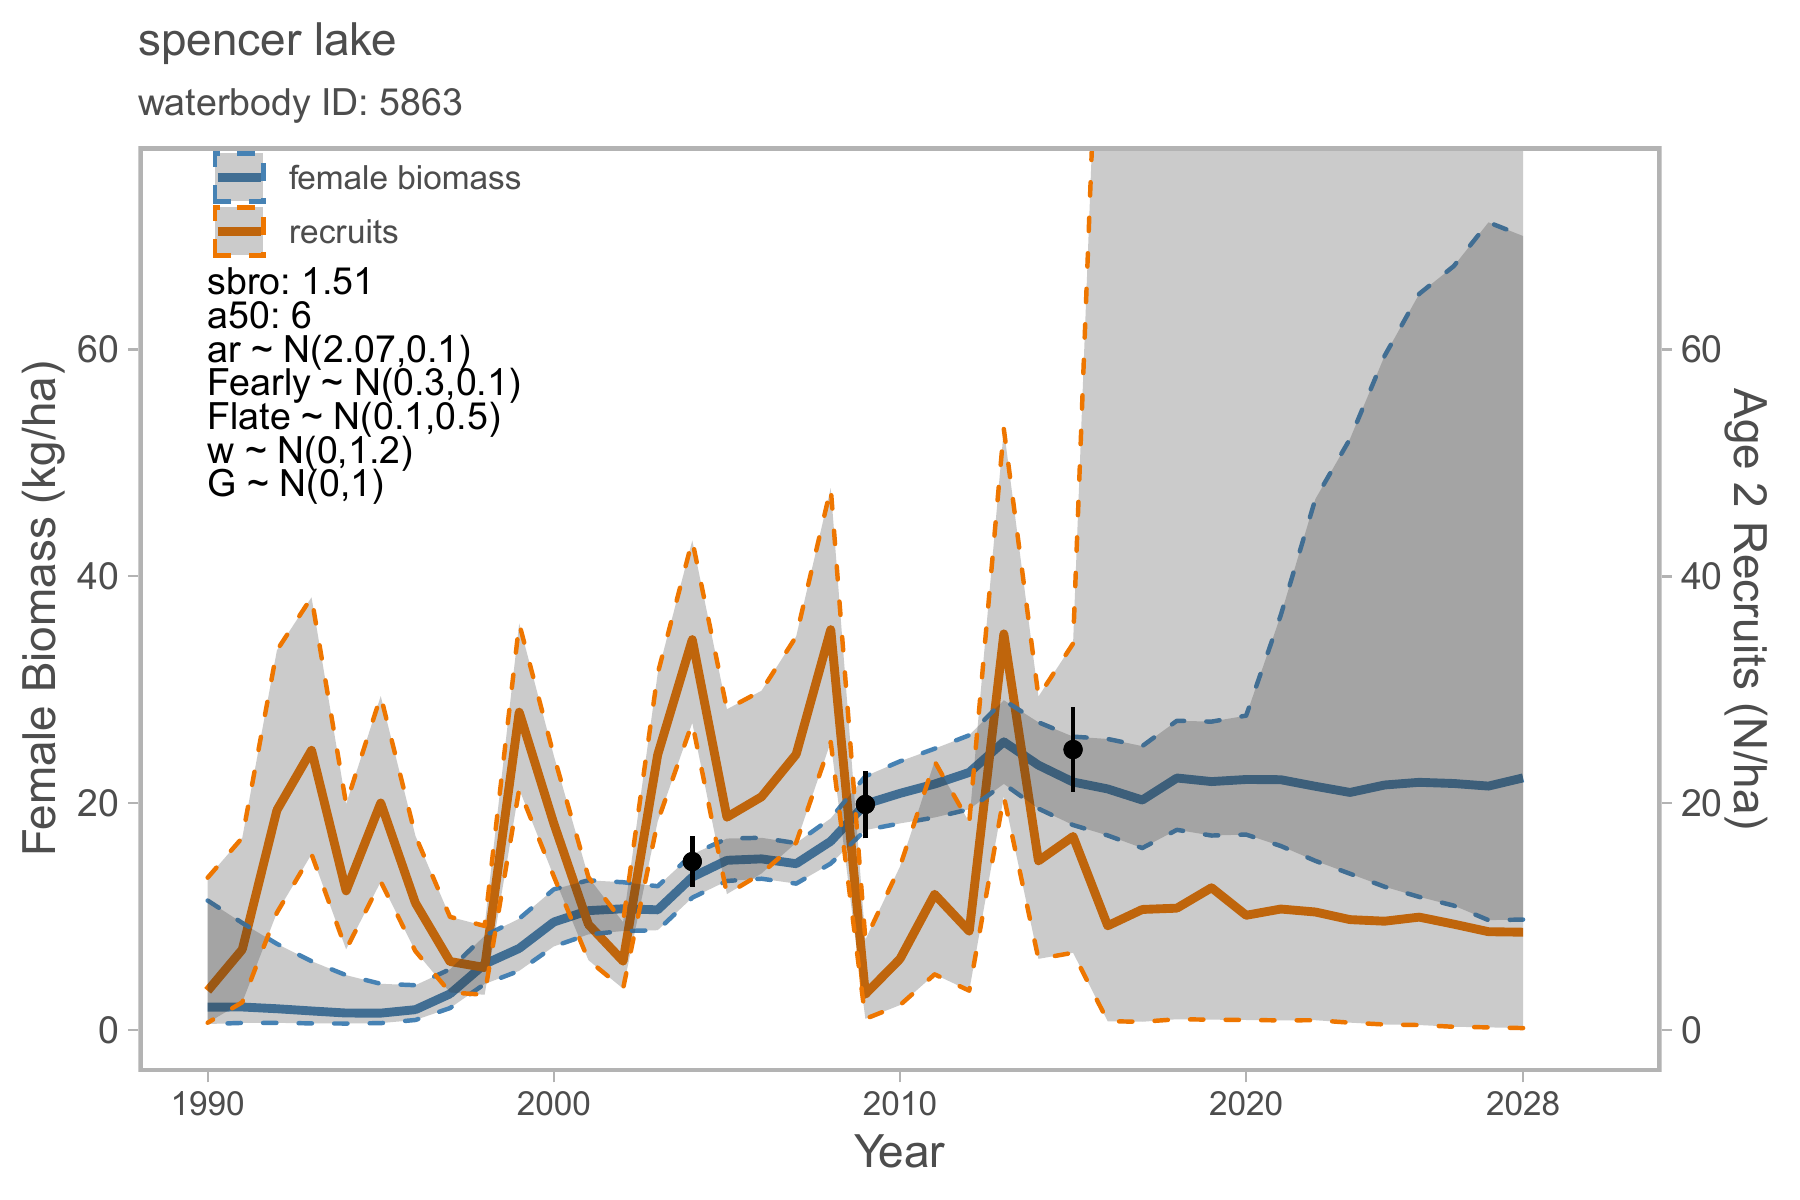 spencer lake
waterbody ID: 5863
female biomass
recruits
sbro: 1.51
a50: 6
ar ~ N(2.07,0.1)
Fearly ~ N(0.3,0.1)
Flate ~ N(0.1,0.5)
w ~ N(0,1.2)
G ~ N(0,1)
Female Biomass (kg/ha)
60
40
20
0
60
40
20
0
Age 2 Recruits (N/ha)
1990 2000 2010 2020 2028
Year